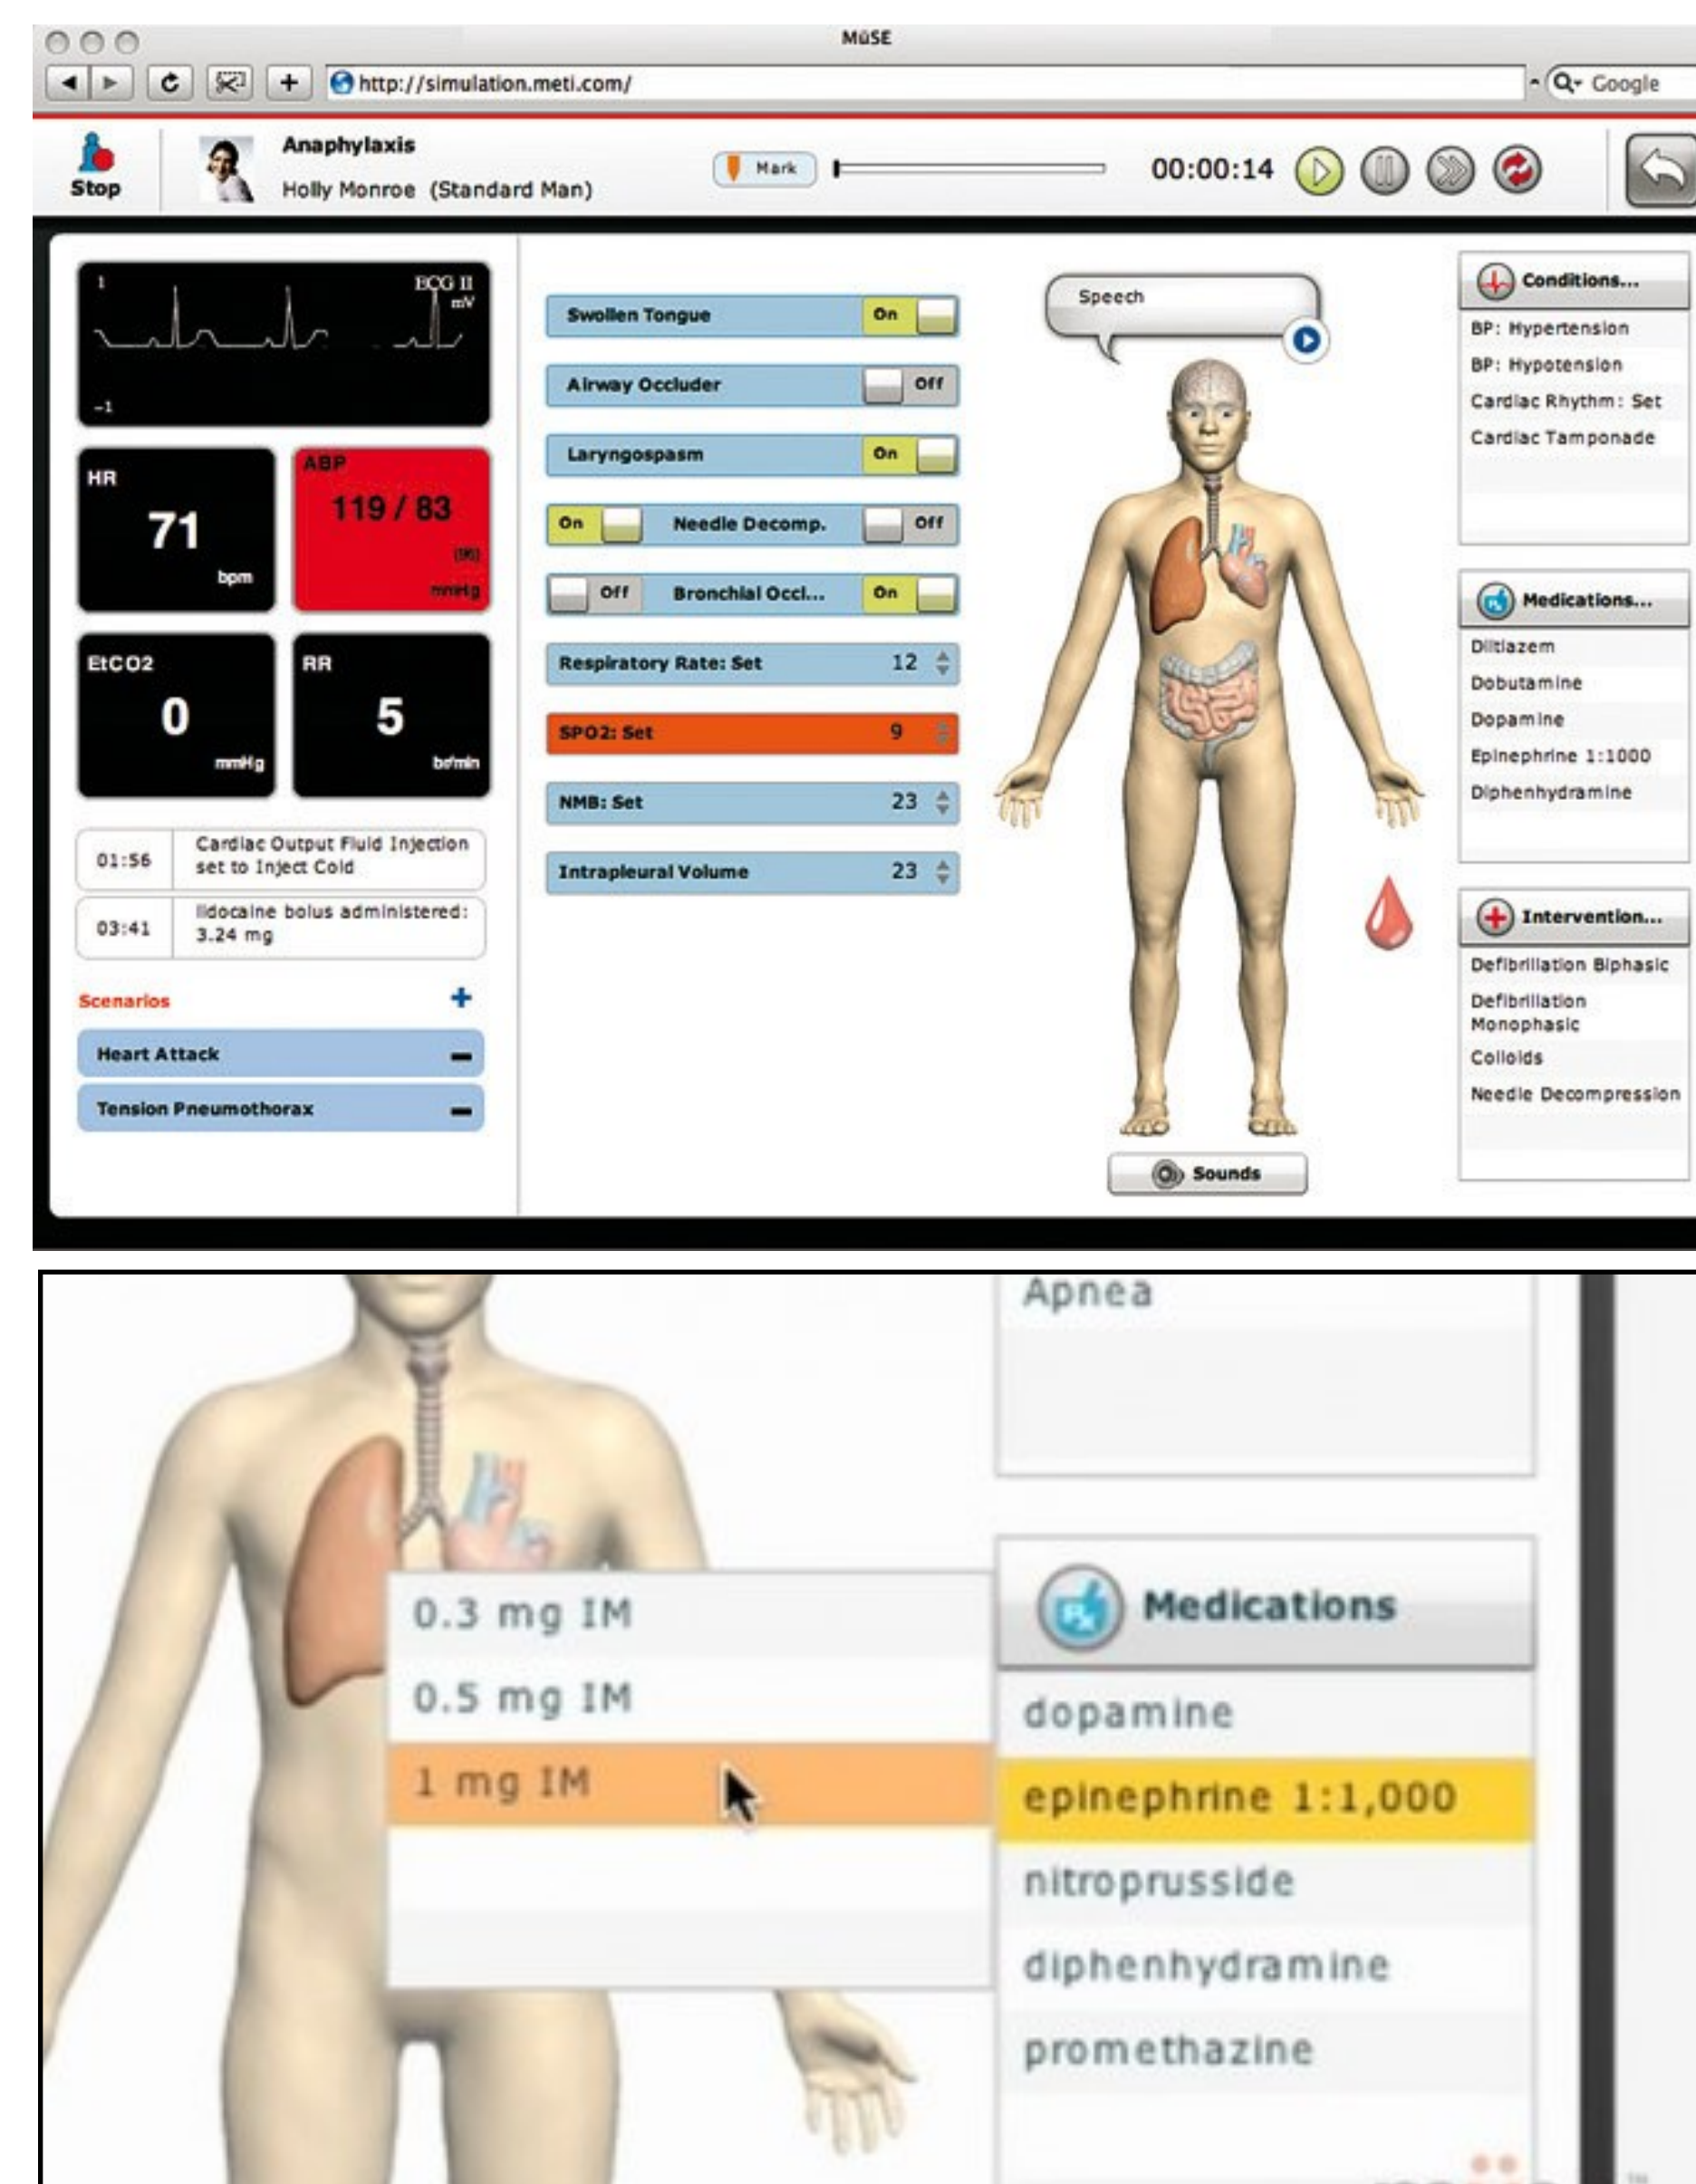 MüSE
http://simulation.meti.com/
Google
Stop
Anaphylaxis
Holly Monroe (Standard Man)
Mark
00:00:14
1
ECG II
mV
-1
HR
71
bpm
ABP
119 / 83
mmHg
EtCO2
0
mmHg
RR
5
br/min
01:56
Cardiac Output Fluid Injection
set to Inject Cold
03:41
lidocaine bolus administered:
3.24 mg
Scenarios
Heart Attack
Tension Pneumothorax
Swollen Tongue On
Airway Occluder Off
Laryngospasm On
On Needle Decomp. Off
Off Bronchial Occl... On
Respiratory Rate: Set 12
SPO2: Set 9
NMB: Set 23
Intrapleural Volume 23
Speech
Sounds
Conditions...
BP: Hypertension
BP: Hypotension
Cardiac Rhythm: Set
Cardiac Tamponade
Medications...
Diltiazem
Dobutamine
Dopamine
Epinephrine 1:1000
Diphenhydramine
Intervention...
Defibrillation Biphasic
Defibrillation
Monophasic
Colloids
Needle Decompression
Apnea
0.3 mg IM
0.5 mg IM
1 mg IM
Medications
dopamine
epinephrine 1:1,000
nitroprusside
diphenhydramine
promethazine